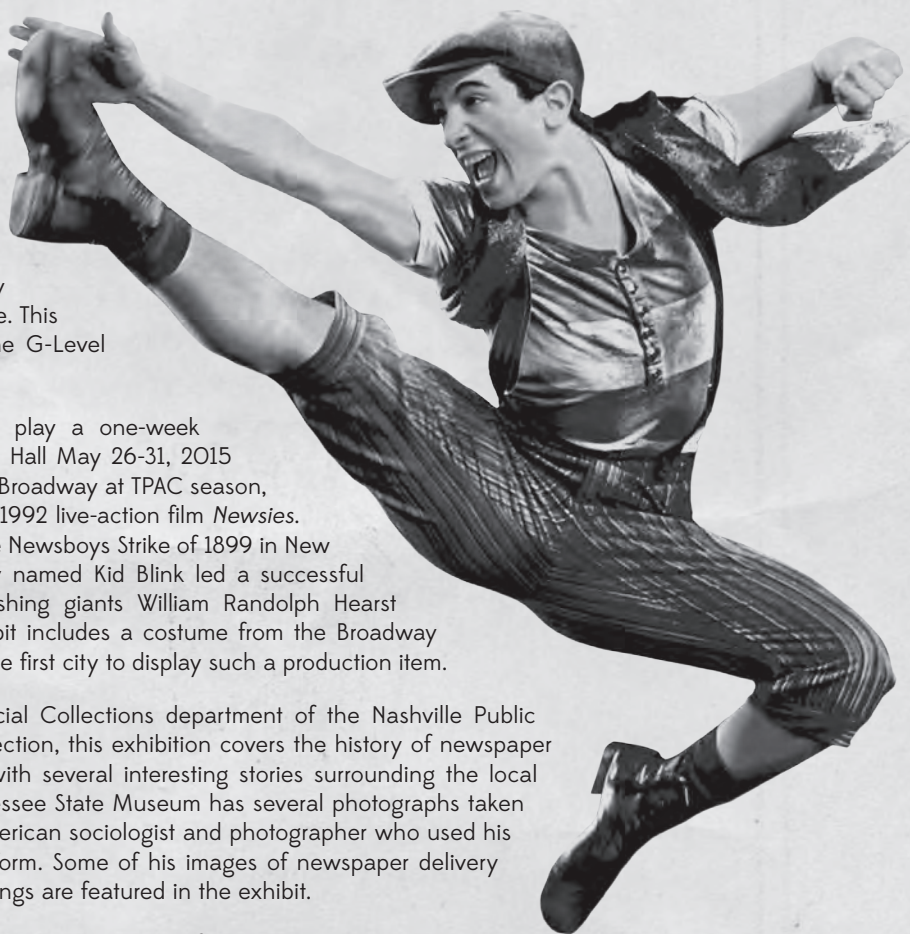 e. This
e G-Level
play a one-week
Hall May 26-31, 2015
Broadway at TPAC season,
1992 live-action film Newsies.
Newsboys Strike of 1899 in New
named Kid Blink led a successful
shing giants William Randolph Hearst
bit includes a costume from the Broadway
e first city to display such a production item.
cial Collections department of the Nashville Public
ection, this exhibition covers the history of newspaper
with several interesting stories surrounding the local
essee State Museum has several photographs taken
erican sociologist and photographer who used his
orm. Some of his images of newspaper delivery
ngs are featured in the exhibit.